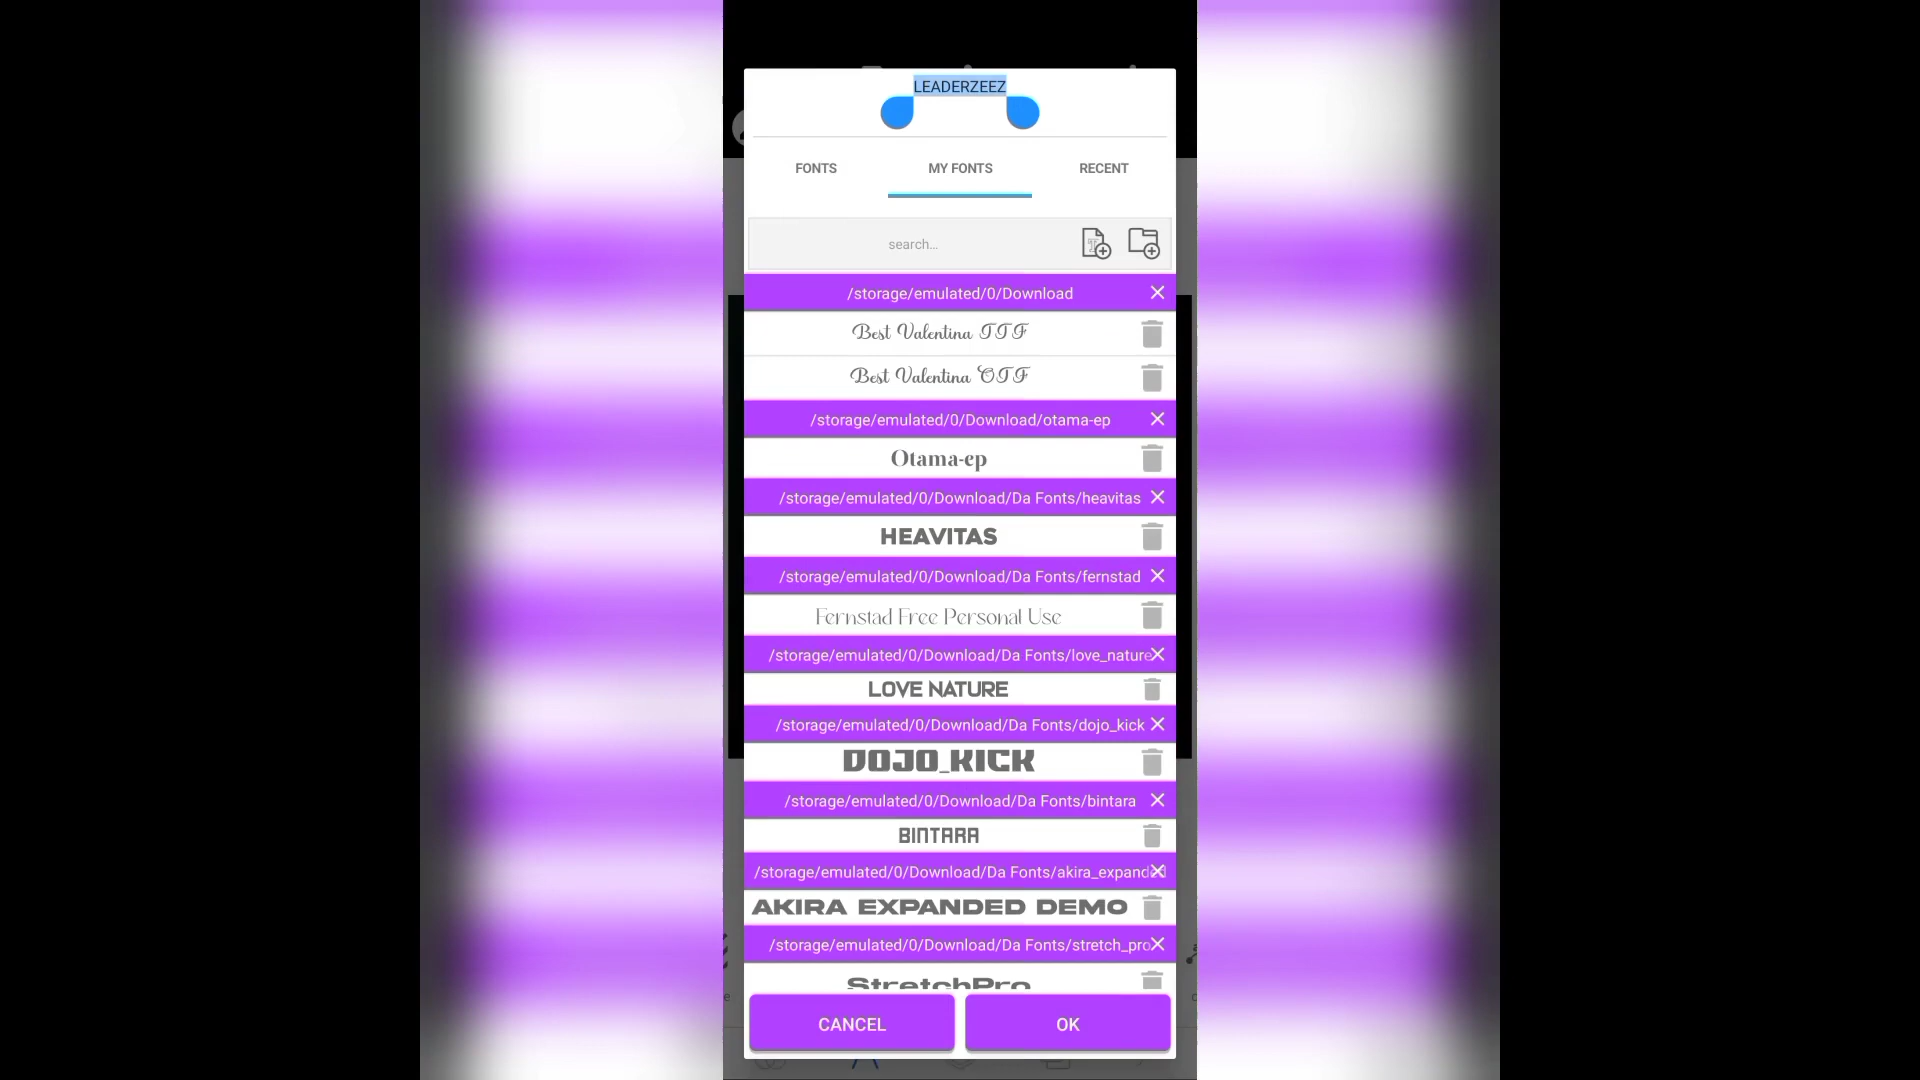 LEADERZEEZ
FONTS
MY FONTS
RECENT
search...
/storage/emulated/0/Download
Best Valentina TTF
Best Valentina OTF
/storage/emulated/0/Download/otama-ep
Otama-ep
/storage/emulated/0/Download/Da Fonts/heavitas
HEAVITAS
/storage/emulated/0/Download/Da Fonts/fernstad
Fernstad Free Personal Use
/storage/emulated/0/Download/Da Fonts/love_nature
LOVE NATURE
/storage/emulated/0/Download/Da Fonts/dojo_kick
DOJO_KICK
/storage/emulated/0/Download/Da Fonts/bintara
BINTARA
/storage/emulated/0/Download/Da Fonts/akira_expanded
AKIRA EXPANDED DEMO
/storage/emulated/0/Download/Da Fonts/stretch_pro
StretchPro
CANCEL
OK